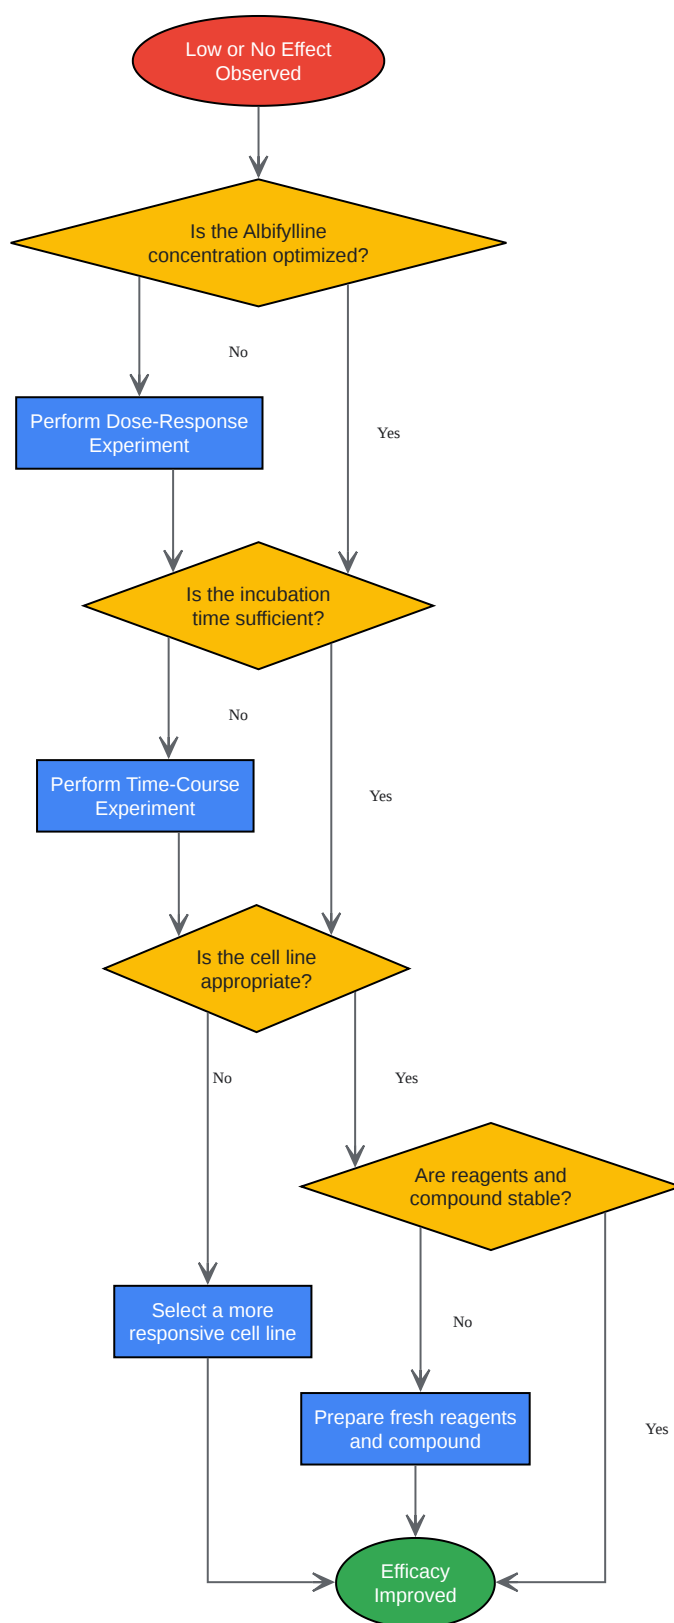 Low or No Effect
Observed
Is the Albifylline
concentration optimized?
No
Perform Dose-Response
Experiment
Yes
Is the incubation
time sufficient?
No
Perform Time-Course
Experiment
Yes
Is the cell line
appropriate?
No
Yes
Are reagents and
compound stable?
Select a more
responsive cell line
No
Prepare fresh reagents
and compound
Yes
Efficacy
Improved